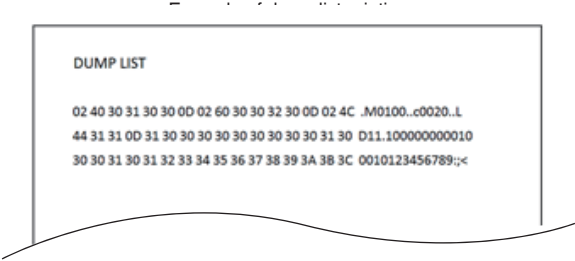 DUMP LIST
02 40 30 31 30 30 0D 02 60 30 30 32 30 0D 02 4C .M0100..c0020..L
44 31 31 0D 31 30 30 30 30 30 30 30 30 30 31 30 D11.100000000010
30 30 31 30 31 32 33 34 35 36 37 38 39 3A 3B 3C 0010123456789:;<